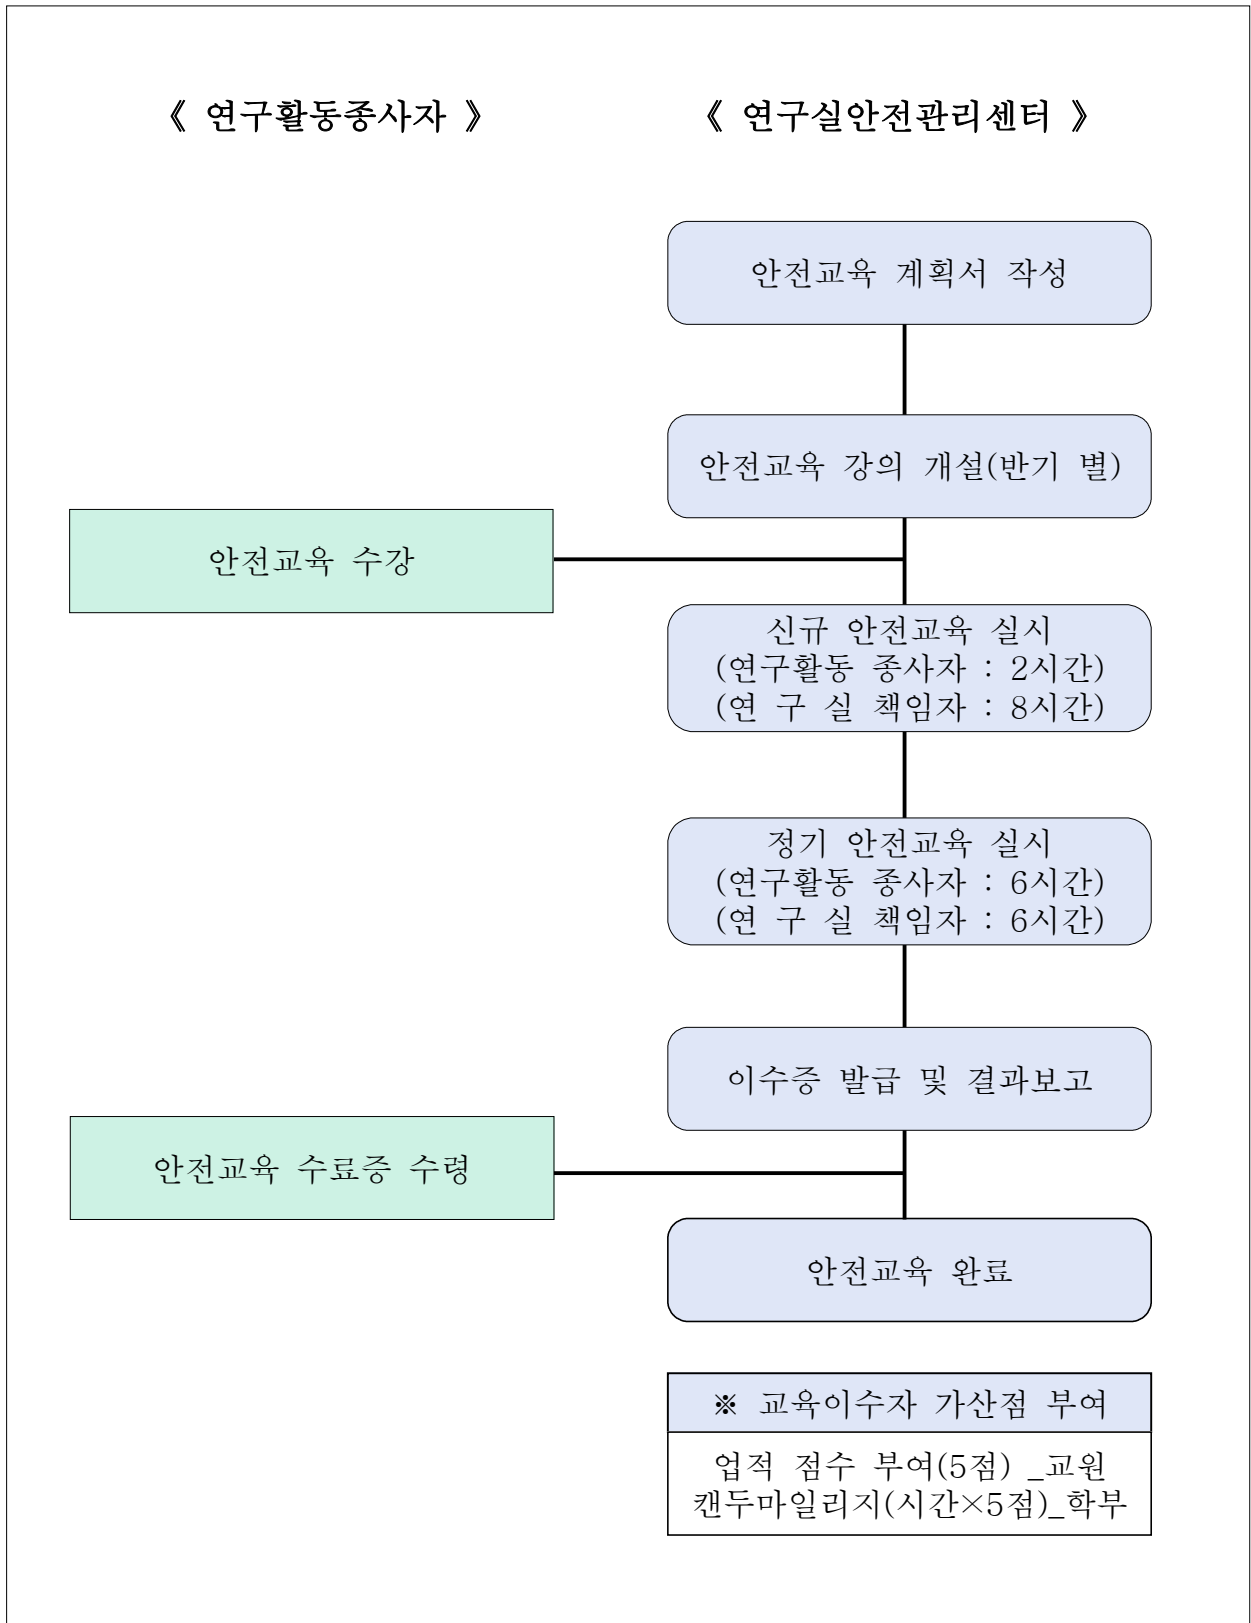 《 연구활동종사자 》
《 연구실안전관리센터 》
안전교육 계획서 작성
안전교육 강의 개설(반기 별)
안전교육 수강
신규 안전교육 실시
(연구활동 종사자 : 2시간)
(연 구 실 책임자 : 8시간)
정기 안전교육 실시
(연구활동 종사자 : 6시간)
(연 구 실 책임자 : 6시간)
이수증 발급 및 결과보고
안전교육 수료증 수령
안전교육 완료
※ 교육이수자 가산점 부여
업적 점수 부여(5점) _교원
캔두마일리지(시간×5점)_학부